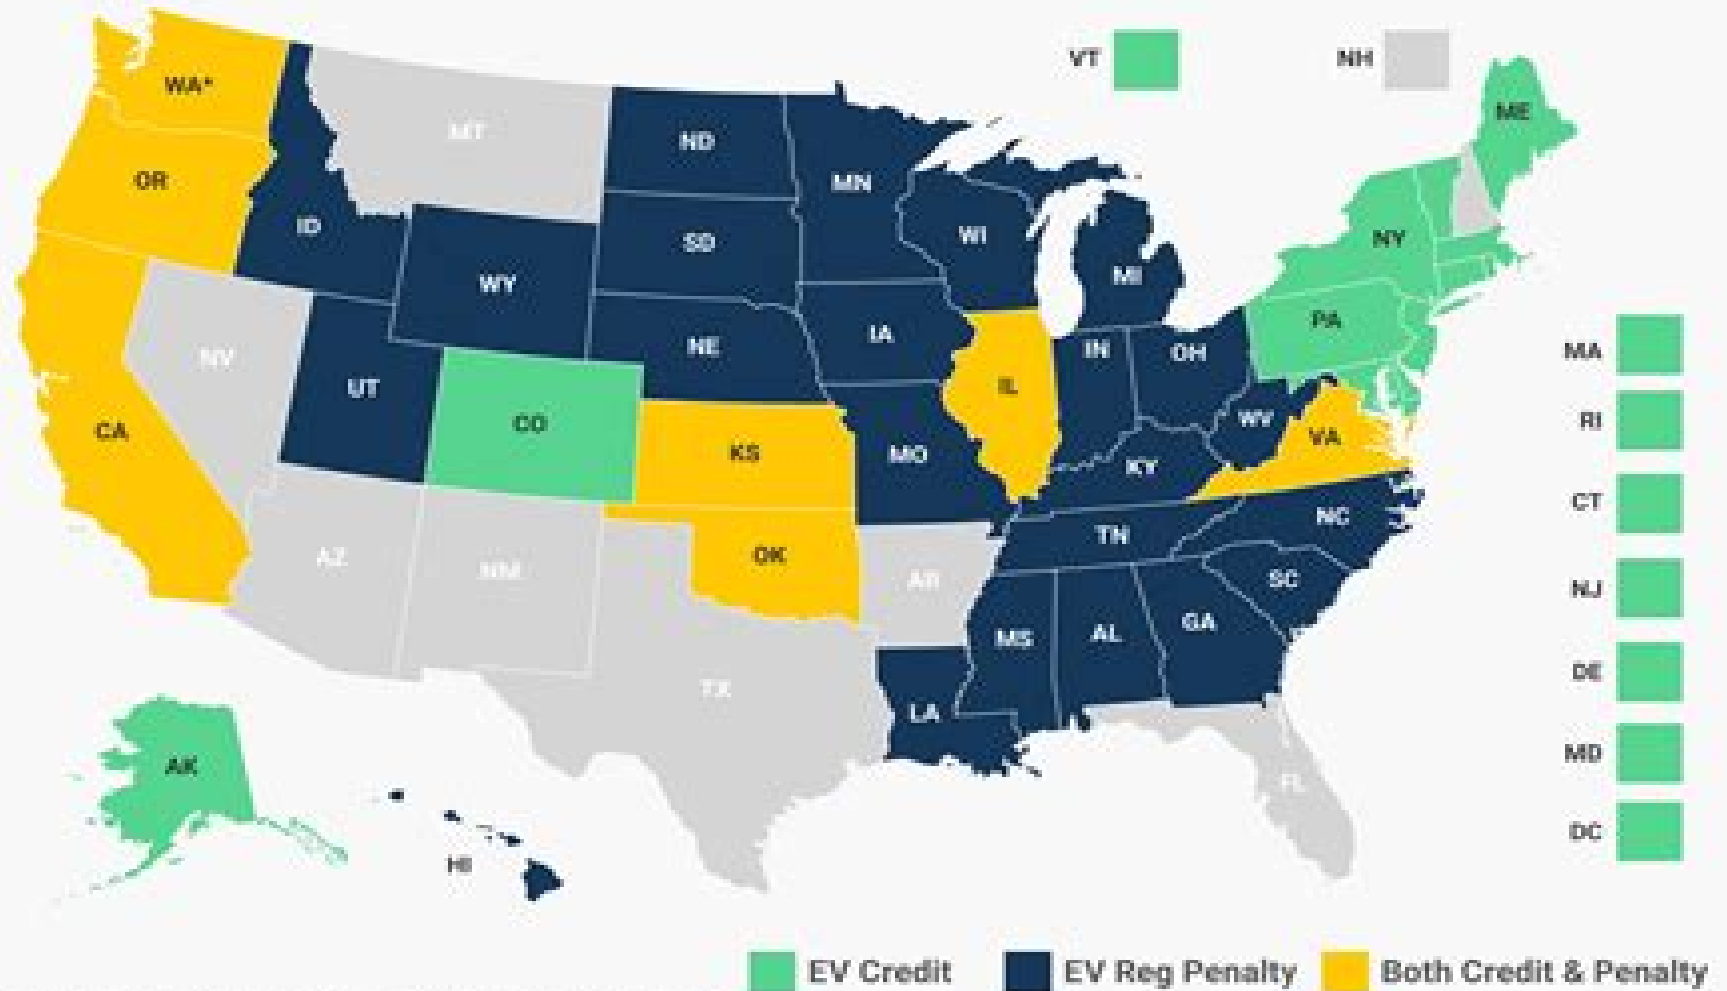 VT
NH
WA*
ME
MT
ND
OR
MN
ID
SD
WI
NY
WY
MI
PA
IA
NE
IN
OH
MA
NV
UT
IL
CO
WV
RI
CA
KS
MO
VA
KY
CT
NC
TN
AZ
NM
OK
AR
SC
NJ
MS
AL
GA
DE
TX
LA
MD
AK
FL
DC
HI
EV Credit
EV Reg Penalty
Both Credit & Penalty